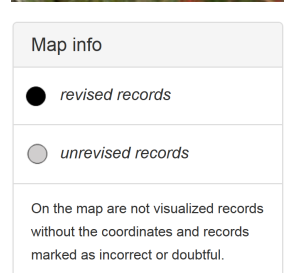 Map info
revised records
unrevised records
On the map are not visualized records
without the coordinates and records
marked as incorrect or doubtful.